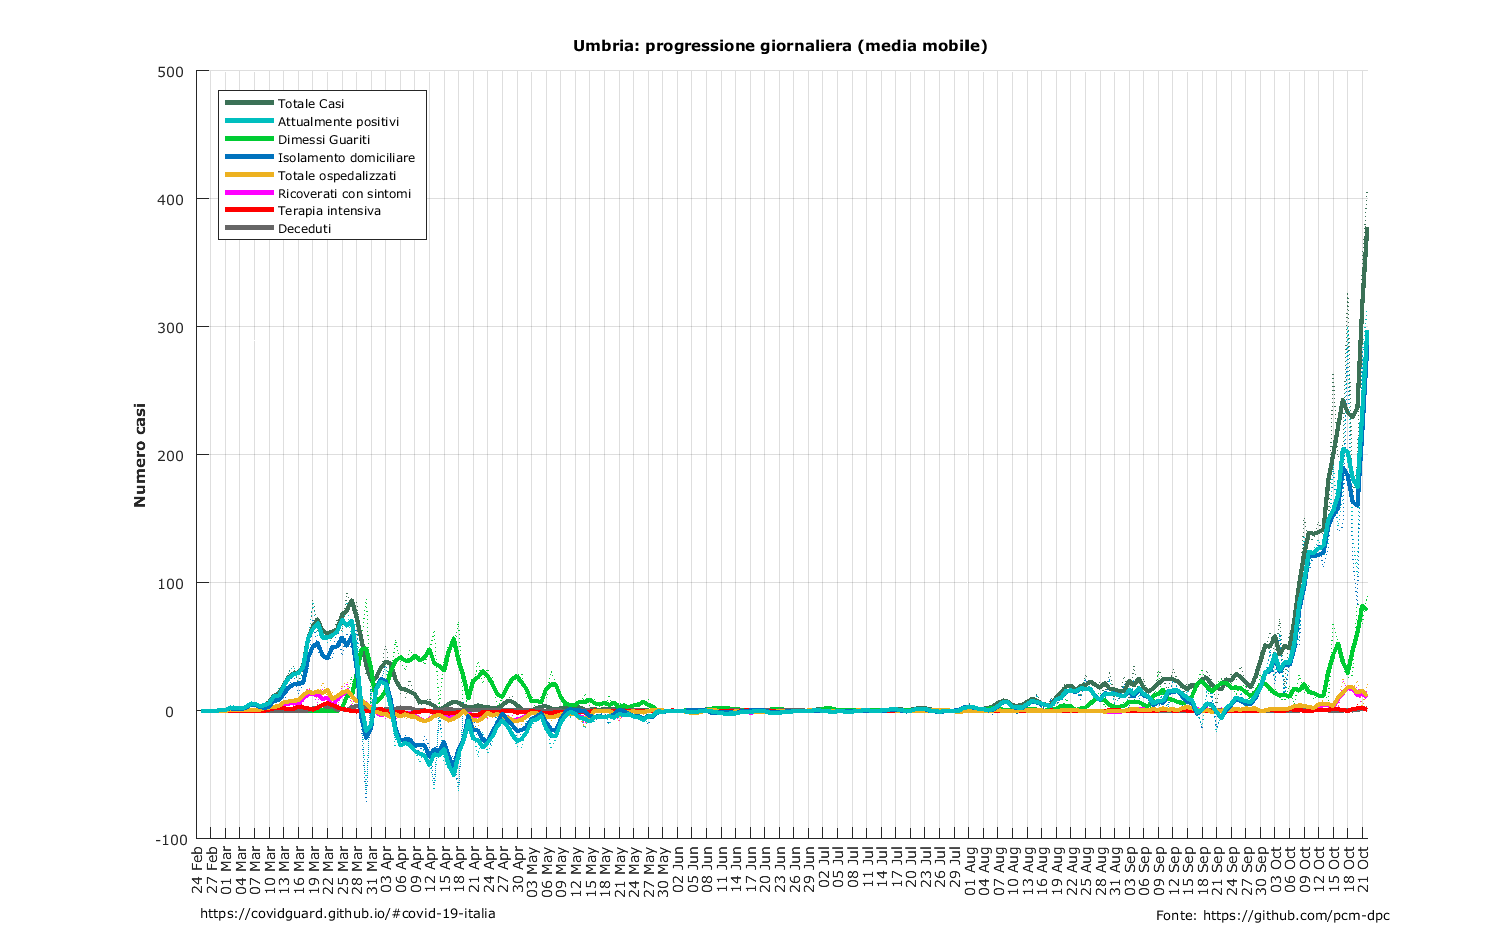 Umbria: progressione giornaliera (media mobile)
500
400
300
200
100
0
-100
Numero casi
Totale Casi
Attualmente positivi
Dimessi Guariti
Isolamento domiciliare
Totale ospedalizzati
Ricoverati con sintomi
Terapia intensiva
Deceduti
24 Feb
27 Feb
01 Mar
04 Mar
07 Mar
10 Mar
13 Mar
16 Mar
19 Mar
22 Mar
25 Mar
28 Mar
31 Mar
03 Apr
06 Apr
09 Apr
12 Apr
15 Apr
18 Apr
21 Apr
24 Apr
27 Apr
30 Apr
03 May
06 May
09 May
12 May
15 May
18 May
21 May
24 May
27 May
30 May
02 Jun
05 Jun
08 Jun
11 Jun
14 Jun
17 Jun
20 Jun
23 Jun
26 Jun
29 Jun
02 Jul
05 Jul
08 Jul
11 Jul
14 Jul
17 Jul
20 Jul
23 Jul
26 Jul
29 Jul
01 Aug
04 Aug
07 Aug
10 Aug
13 Aug
16 Aug
19 Aug
22 Aug
25 Aug
28 Aug
31 Aug
03 Sep
06 Sep
09 Sep
12 Sep
15 Sep
18 Sep
21 Sep
24 Sep
27 Sep
30 Sep
03 Oct
06 Oct
09 Oct
12 Oct
15 Oct
18 Oct
21 Oct
https://covidguard.github.io/#covid-19-italia
Fonte: https://github.com/pcm-dpc